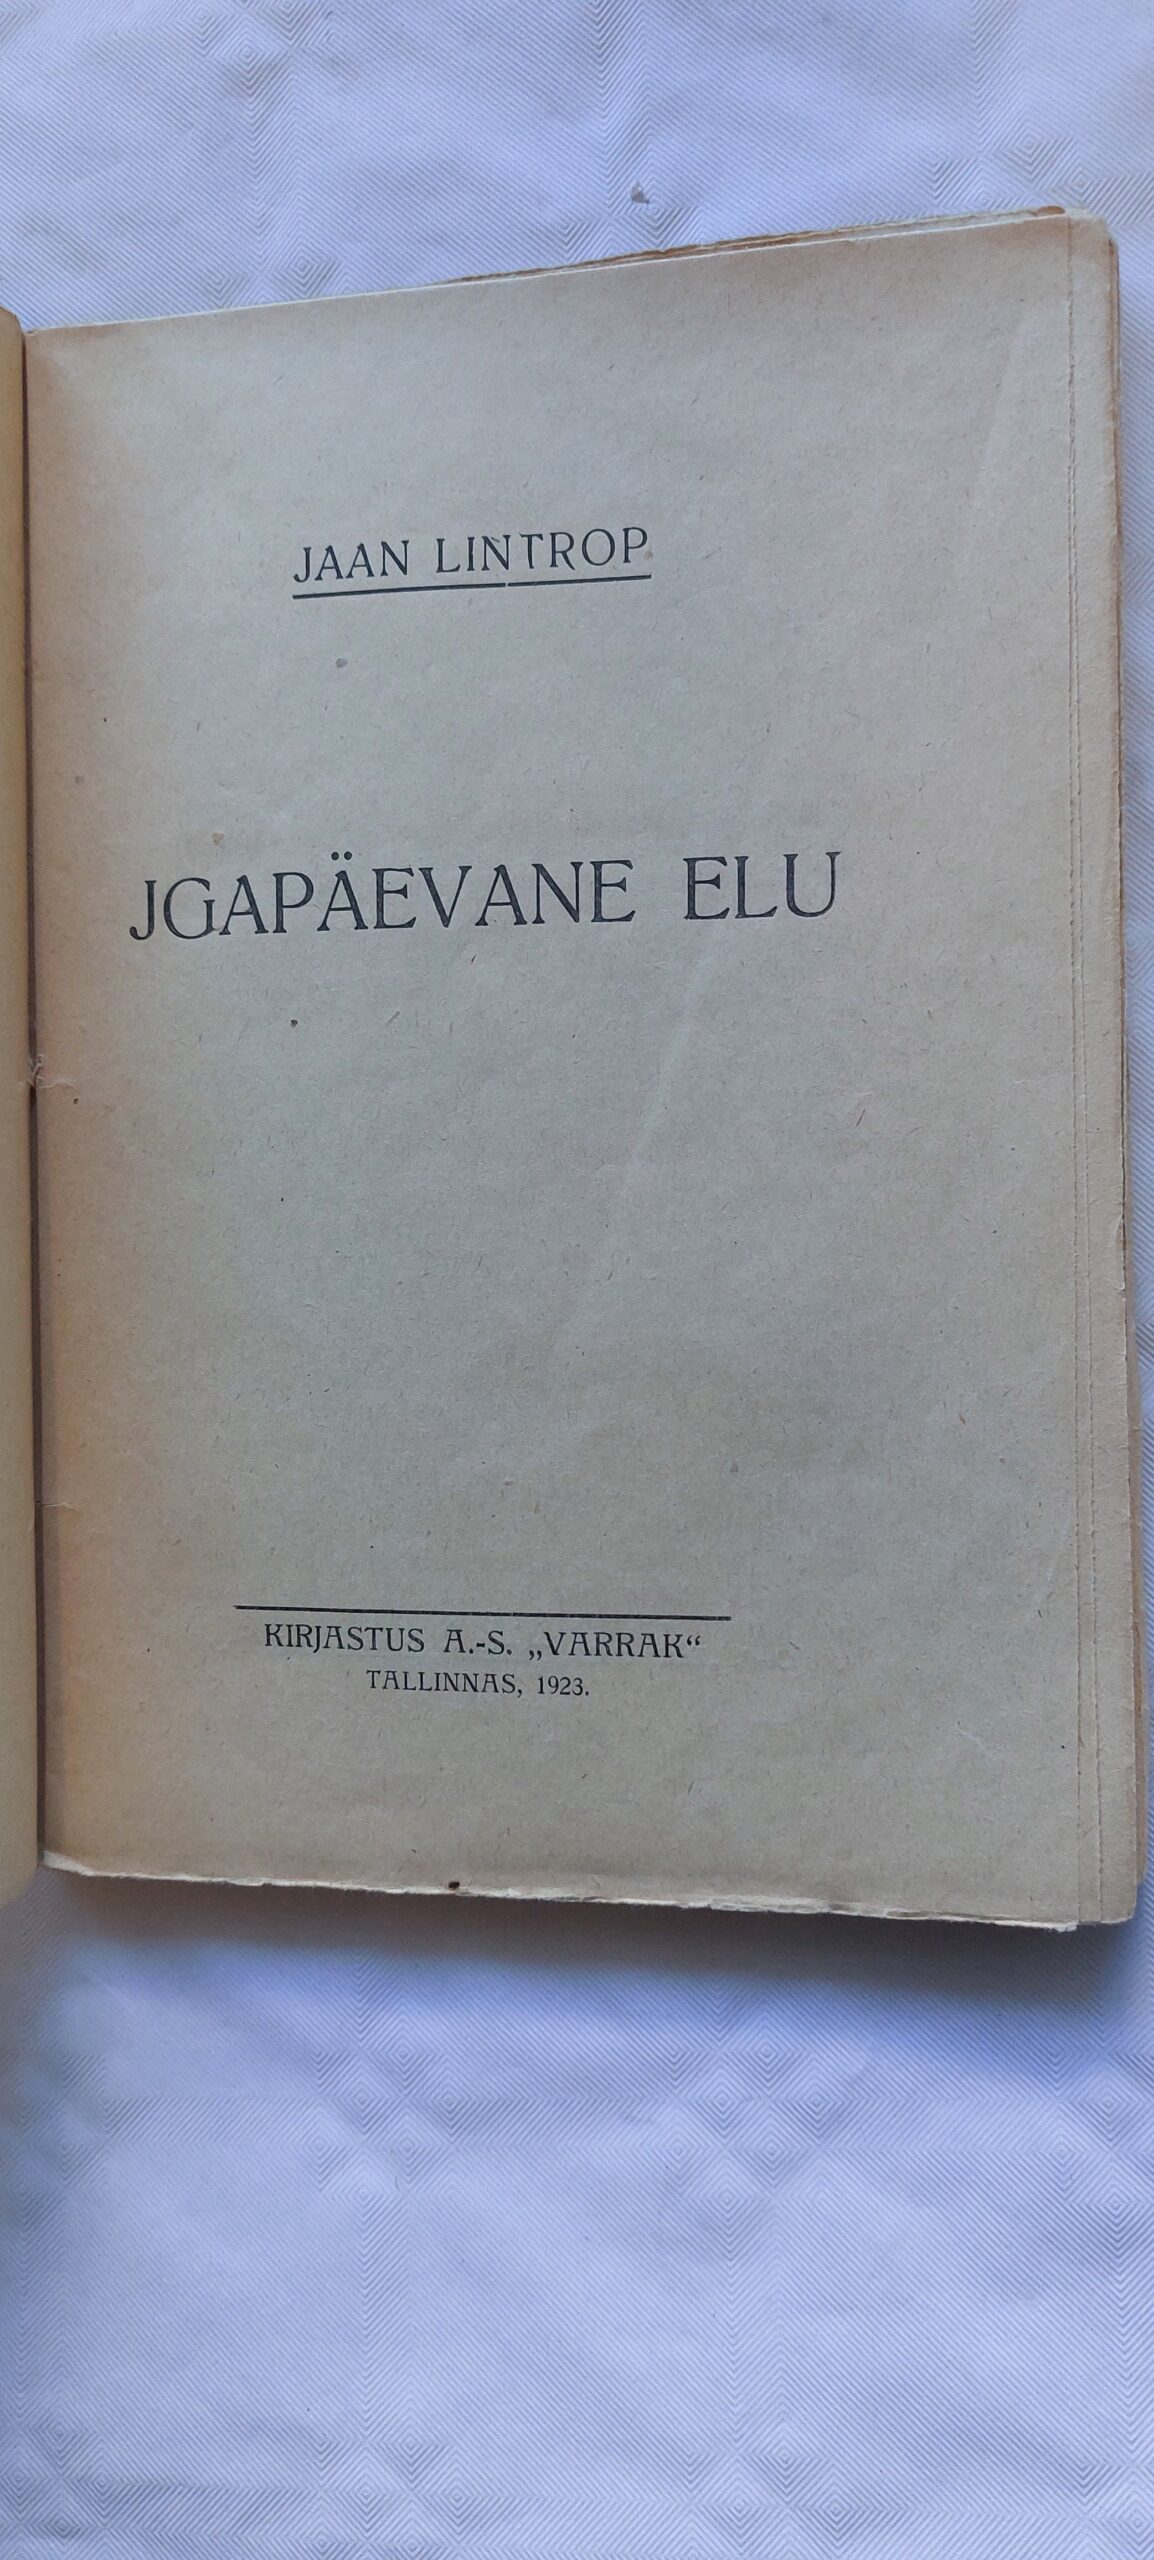 JAAN LINTROP
JGAPÄEVANE ELU
KIRJASTUS A.-S. „VARRAK“
TALLINNAS, 1923.